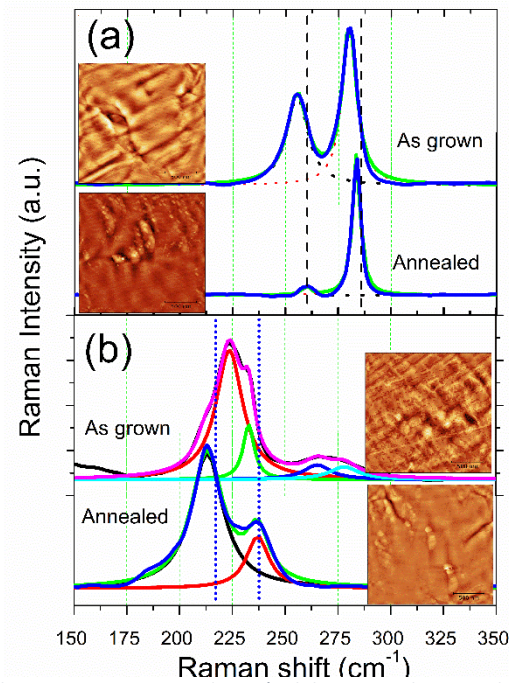 (a)
As grown
Annealed
(b)
As grown
Annealed
Raman Intensity (a.u.)
150 175 200 225 250 275 300 325 350
Raman shift (cm⁻¹)